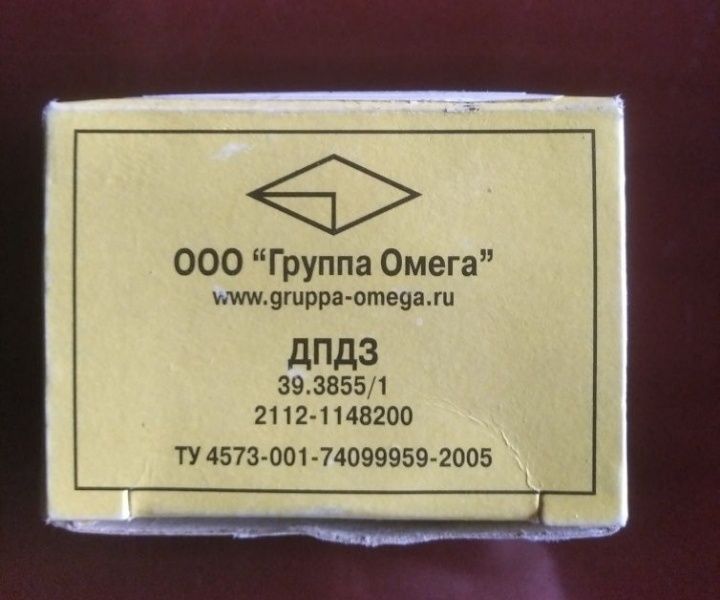 ООО “Группа Омега”
www.gruppa-omega.ru
ДПДЗ
39.3855/1
2112-1148200
ТУ 4573-001-74099959-2005